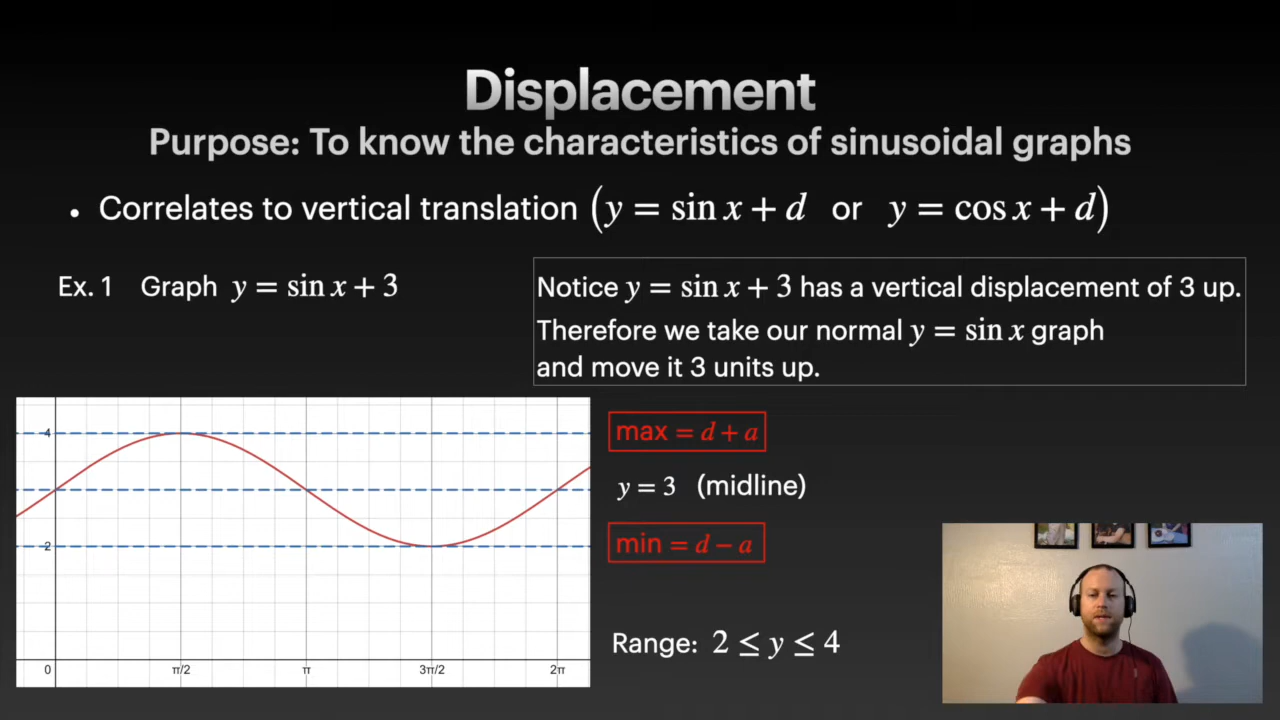 Displacement
Purpose: To know the characteristics of sinusoidal graphs
• Correlates to vertical translation (y = sin x + d or y = cos x + d)
Ex. 1 Graph y = sin x + 3
Notice y = sin x + 3 has a vertical displacement of 3 up.
Therefore we take our normal y = sin x graph
and move it 3 units up.
4
2
0 π/2 π 3π/2 2π
max = d + a
y = 3 (midline)
min = d − a
Range: 2 ≤ y ≤ 4